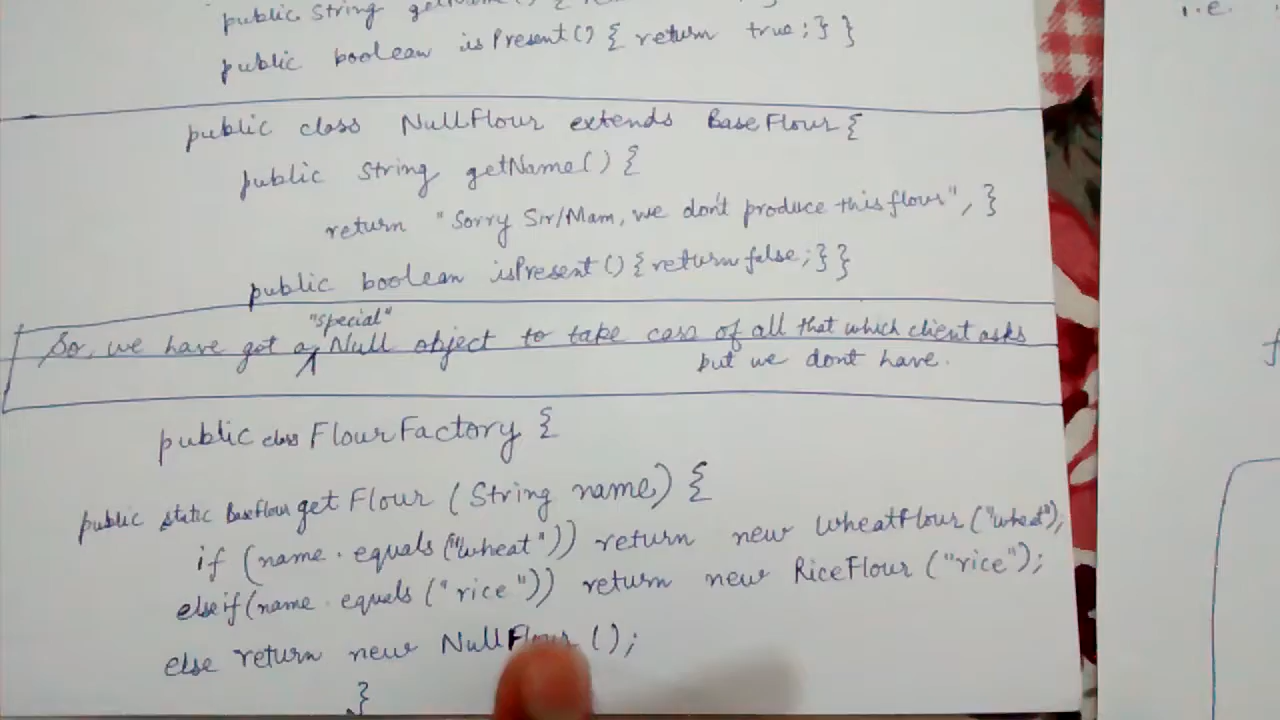 public String
public boolean isPresent() { return true; } }
i.e.
public class NullFlour extends BaseFlour {
public String getName() {
return "Sorry Sir/Mam, we don't produce this flour", }
public boolean isPresent() { return false; } }
"special"
So, we have got a Null object to take care of all that which client asks
but we dont have.
public class FlourFactory {
public static BaseFlour getFlour (String name) {
if (name.equals("wheat")) return new WheatFlour ("wheat");
else if (name.equals ("rice")) return new RiceFlour ("rice");
else return new NullFlour ();
}